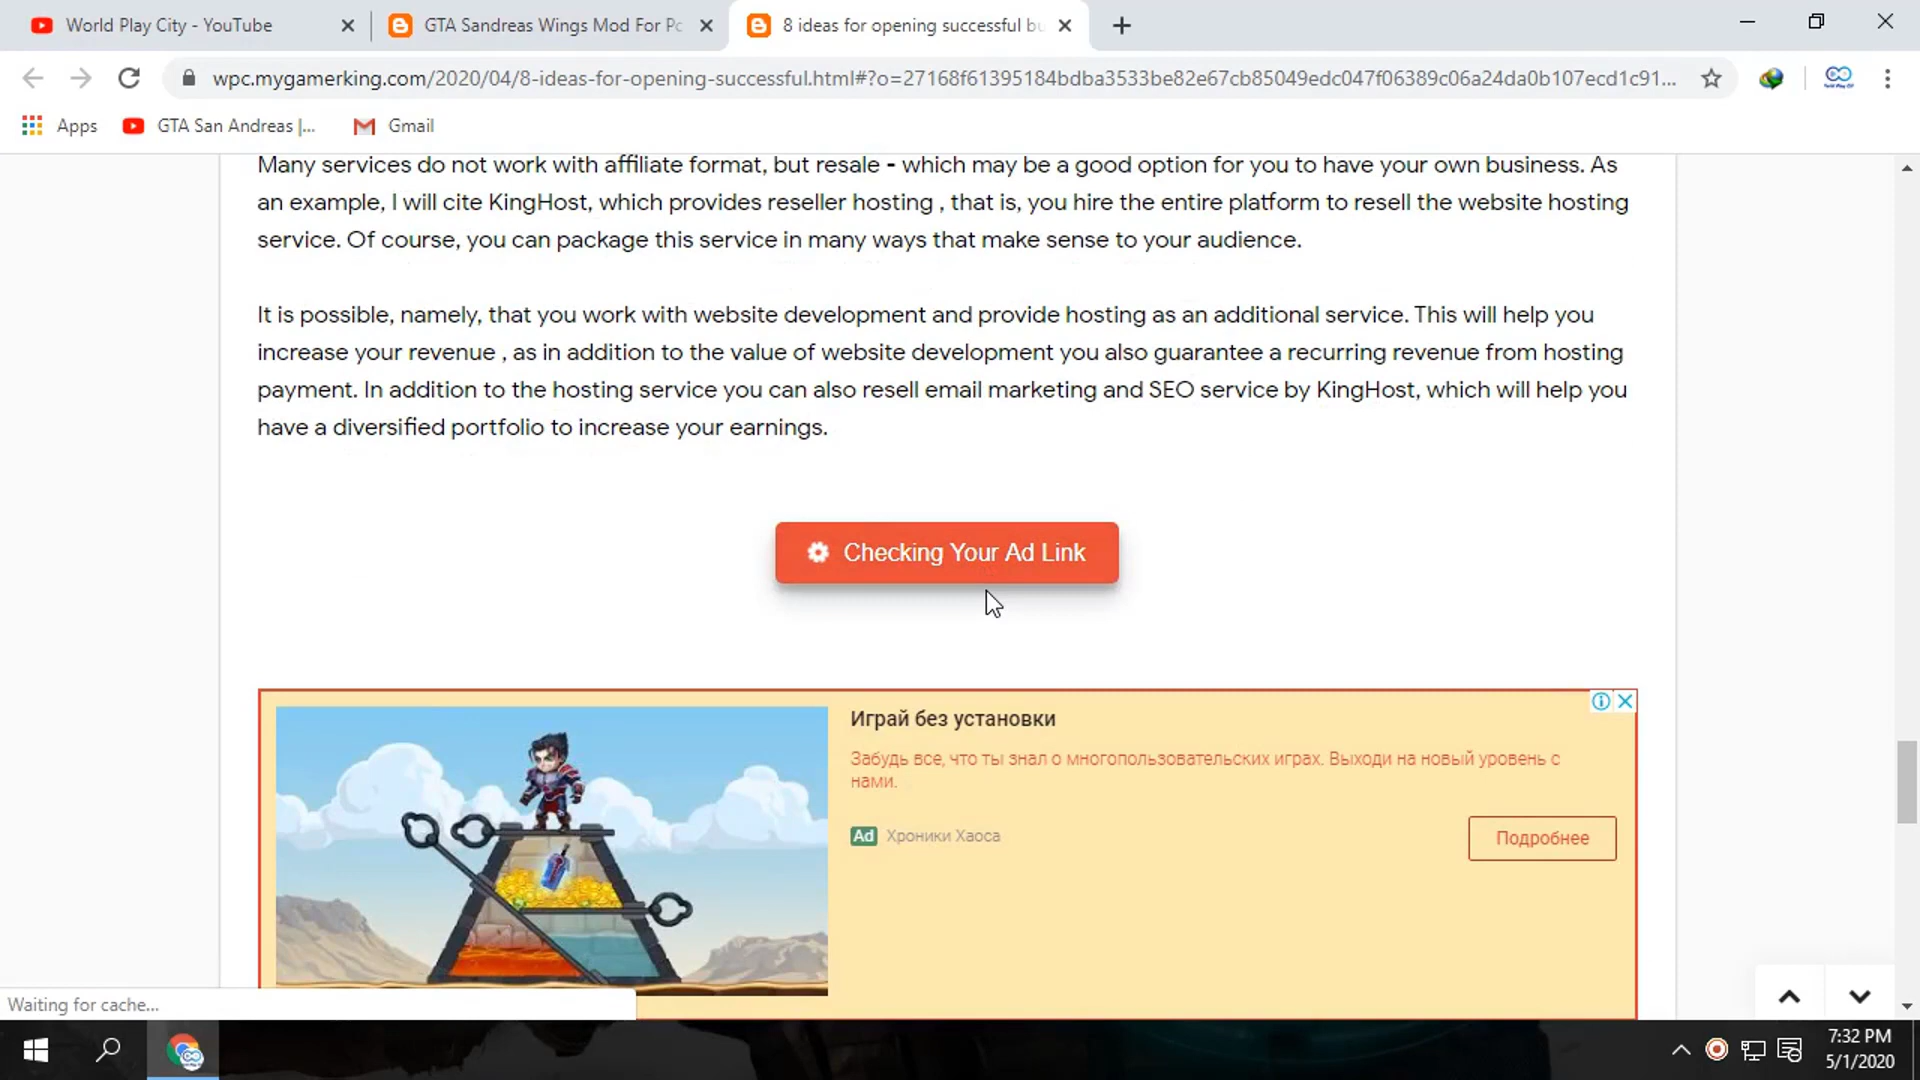 World Play City - YouTube
GTA Sandreas Wings Mod For Pc
8 ideas for opening successful bu
wpc.mygamerking.com/2020/04/8-ideas-for-opening-successful.html#?o=27168f61395184bdba3533be82e67cb85049edc047f06389c06a24da0b107ecd1c91...
Apps
GTA San Andreas |...
Gmail
Many services do not work with affiliate format, but resale - which may be a good option for you to have your own business. As
an example, I will cite KingHost, which provides reseller hosting , that is, you hire the entire platform to resell the website hosting
service. Of course, you can package this service in many ways that make sense to your audience.
It is possible, namely, that you work with website development and provide hosting as an additional service. This will help you
increase your revenue , as in addition to the value of website development you also guarantee a recurring revenue from hosting
payment. In addition to the hosting service you can also resell email marketing and SEO service by KingHost, which will help you
have a diversified portfolio to increase your earnings.
Checking Your Ad Link
Играй без установки
Забудь все, что ты знал о многопользовательских играх. Выходи на новый уровень с
нами.
Ad Хроники Хаоса
Подробнее
Waiting for cache...
7:32 PM
5/1/2020